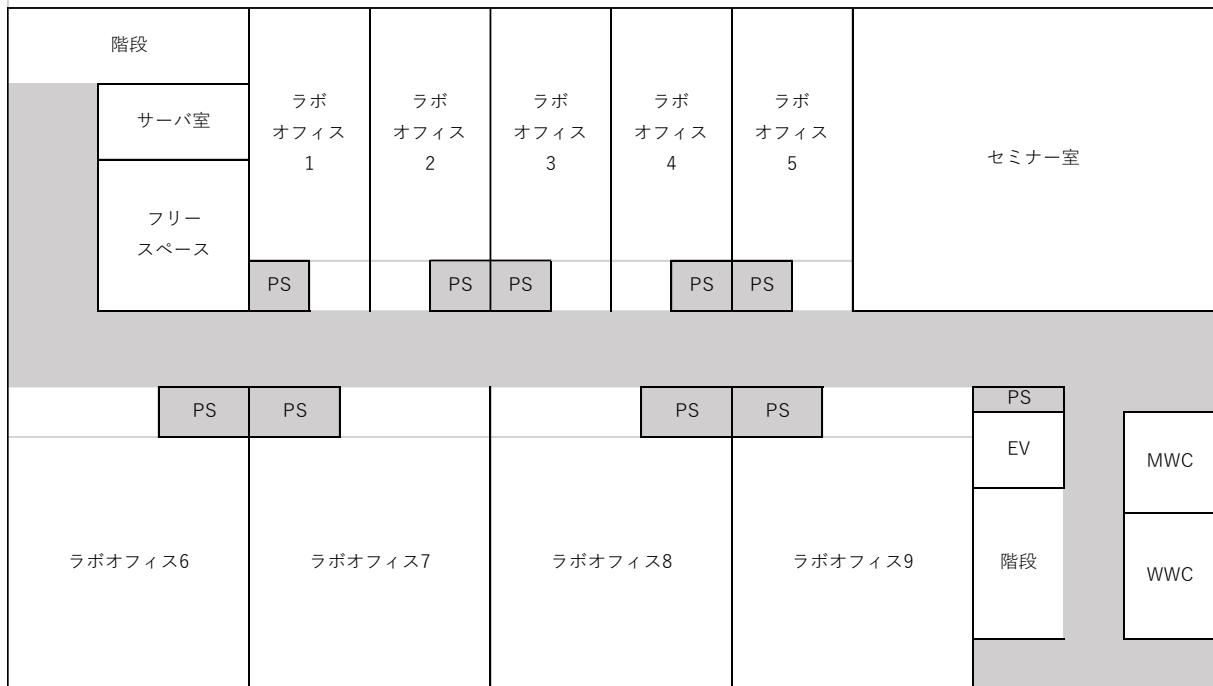 階段
サーバ室
フリー
スペース
ラボ
オフィス
1
ラボ
オフィス
2
ラボ
オフィス
3
ラボ
オフィス
4
ラボ
オフィス
5
セミナー室
PS
PS
PS
PS
PS
PS
PS
PS
PS
PS
EV
MWC
ラボオフィス6
ラボオフィス7
ラボオフィス8
ラボオフィス9
階段
WWC